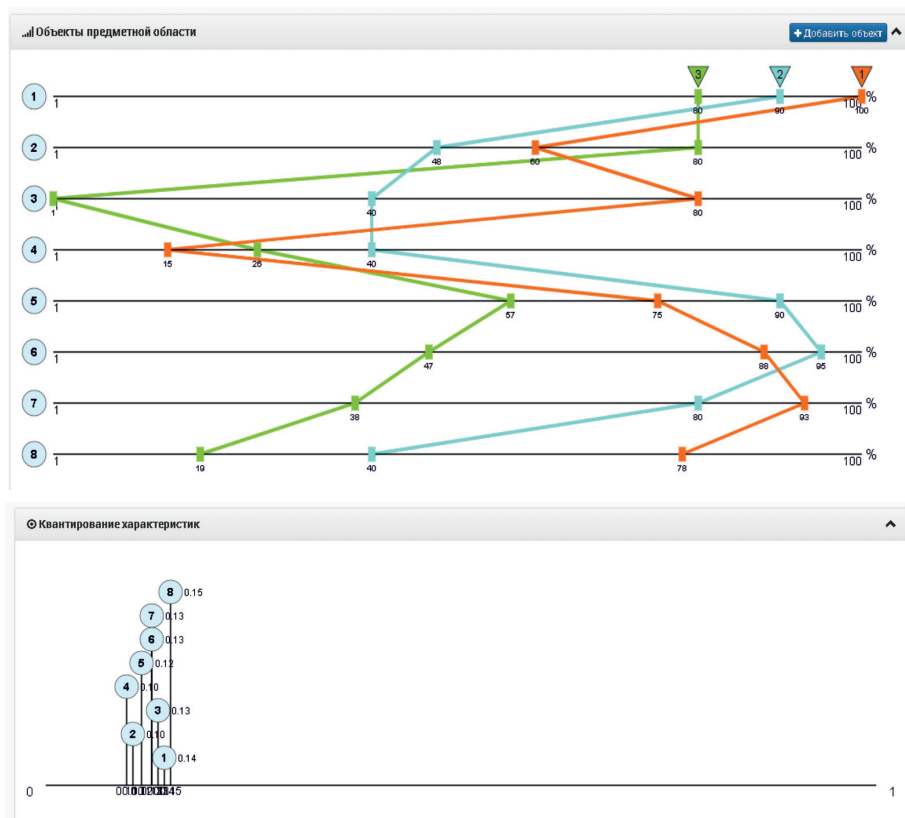 Объекты предметной области
+ Добавить объект
3 2 1
1 1 80 90 100 100 %
2 1 48 60 80 100 %
3 1 40 80 100 %
4 1 15 26 40 100 %
5 1 57 75 90 100 %
6 1 47 88 95 100 %
7 1 38 80 93 100 %
8 1 19 40 78 100 %
Квантирование характеристик
8 0.15
7 0.13
6 0.13
5 0.12
4 0.10
3 0.13
2 0.10
1 0.14
0 1